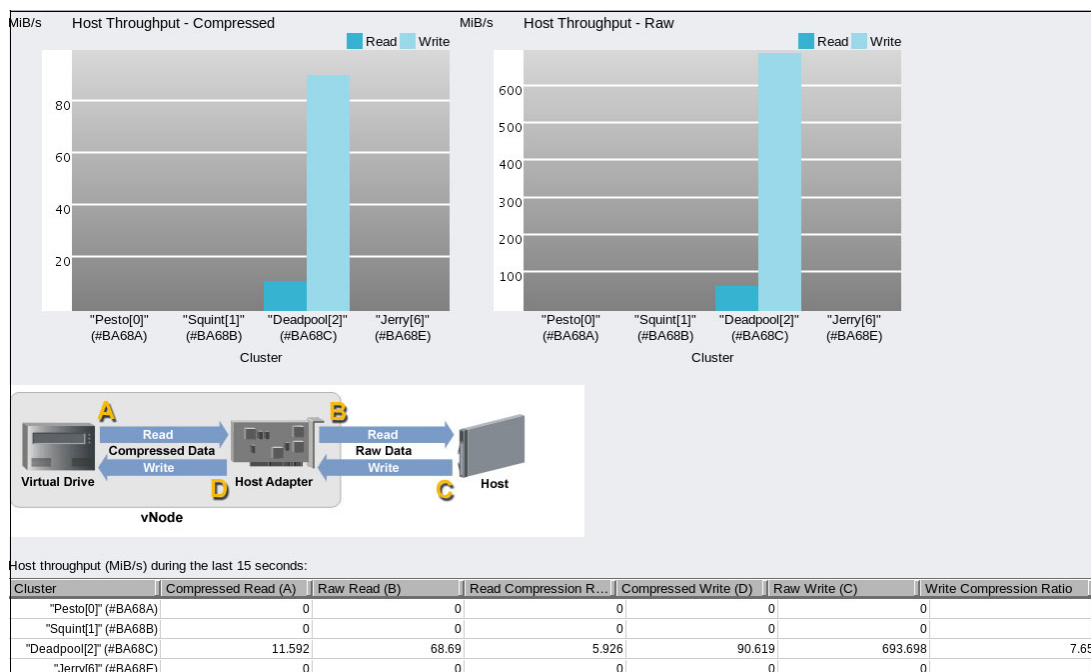 MiB/s Host Throughput - Compressed
Read Write
80
60
40
20
"Pesto[0]" "Squint[1]" "Deadpool[2]" "Jerry[6]"
(#BA68A) (#BA68B) (#BA68C) (#BA68E)
Cluster
MiB/s Host Throughput - Raw
Read Write
600
500
400
300
200
100
"Pesto[0]" "Squint[1]" "Deadpool[2]" "Jerry[6]"
(#BA68A) (#BA68B) (#BA68C) (#BA68E)
Cluster
A B
Read Read
Compressed Data Raw Data
Write Write
Virtual Drive D Host Adapter C Host
vNode
Host throughput (MiB/s) during the last 15 seconds:
Cluster Compressed Read (A) Raw Read (B) Read Compression R... Compressed Write (D) Raw Write (C) Write Compression Ratio
"Pesto[0]" (#BA68A) 0 0 0 0 0
"Squint[1]" (#BA68B) 0 0 0 0 0
"Deadpool[2]" (#BA68C) 11.592 68.69 5.926 90.619 693.698 7.65
"Jerry[6]" (#BA68E) 0 0 0 0 0